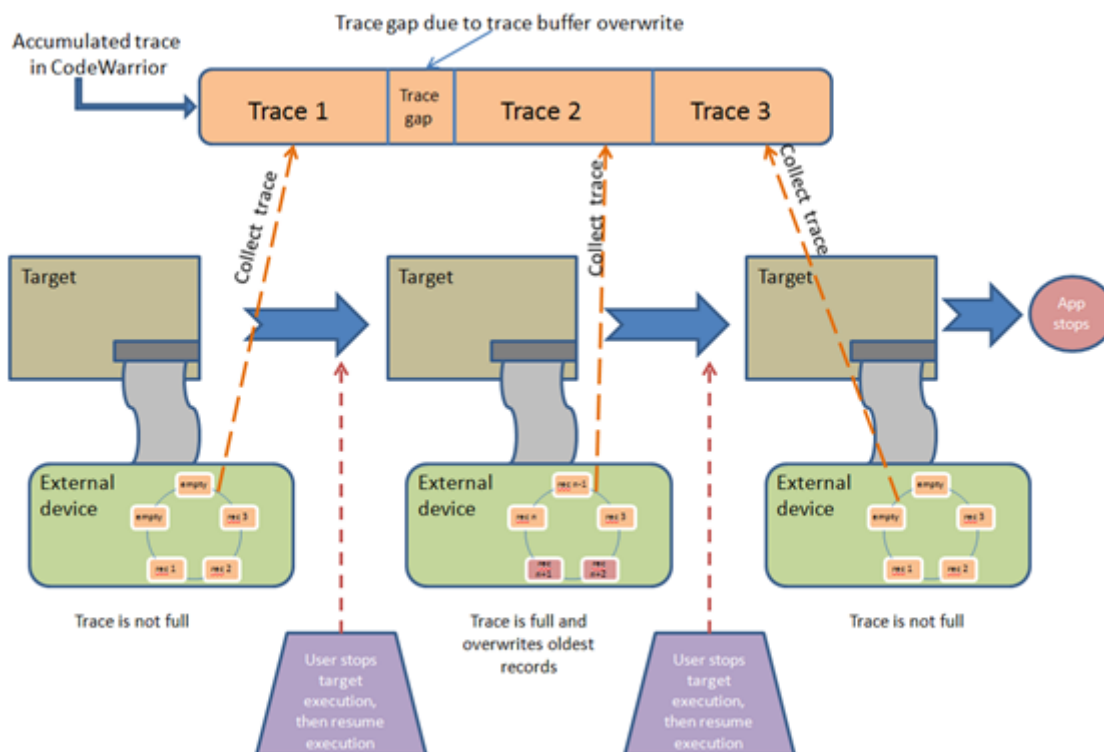 Trace gap due to trace buffer overwrite
Accumulated trace
in CodeWarrior
Trace 1
Trace
gap
Trace 2
Trace 3
Collect trace
Collect trace
Collect trace
Target
Target
Target
App
stops
External
device
empty
empty
rec 3
rec 1
rec 2
External
device
rec n-1
rec n
rec 3
rec
n+1
rec
n+2
External
device
empty
empty
rec 3
rec 1
rec 2
Trace is not full
Trace is full and
overwrites oldest
records
Trace is not full
User stops
target
execution,
then resume
execution
User stops
target
execution,
then resume
execution